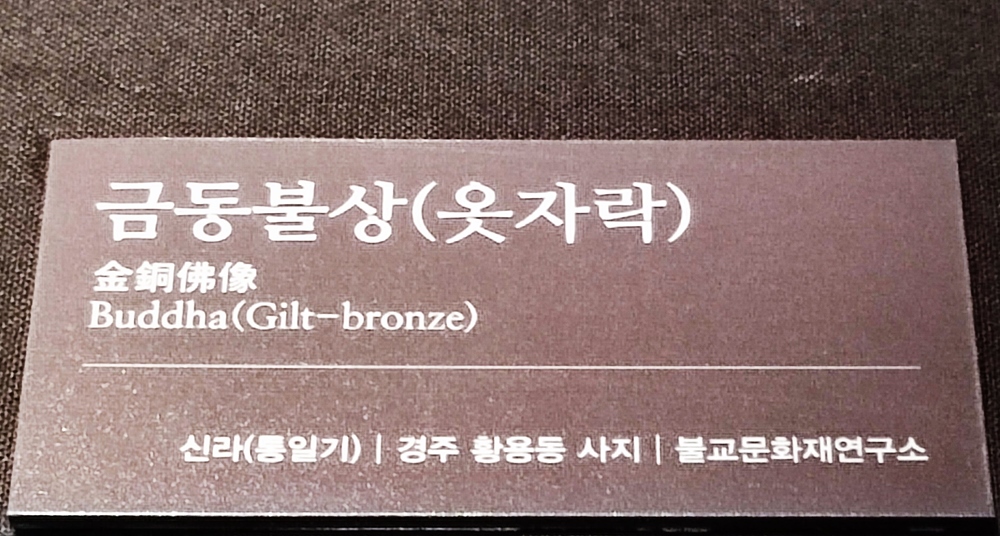 금동불상(옷자락)
金銅佛像
Buddha(Gilt-bronze)
신라(통일기) | 경주 황용동 사지 | 불교문화재연구소